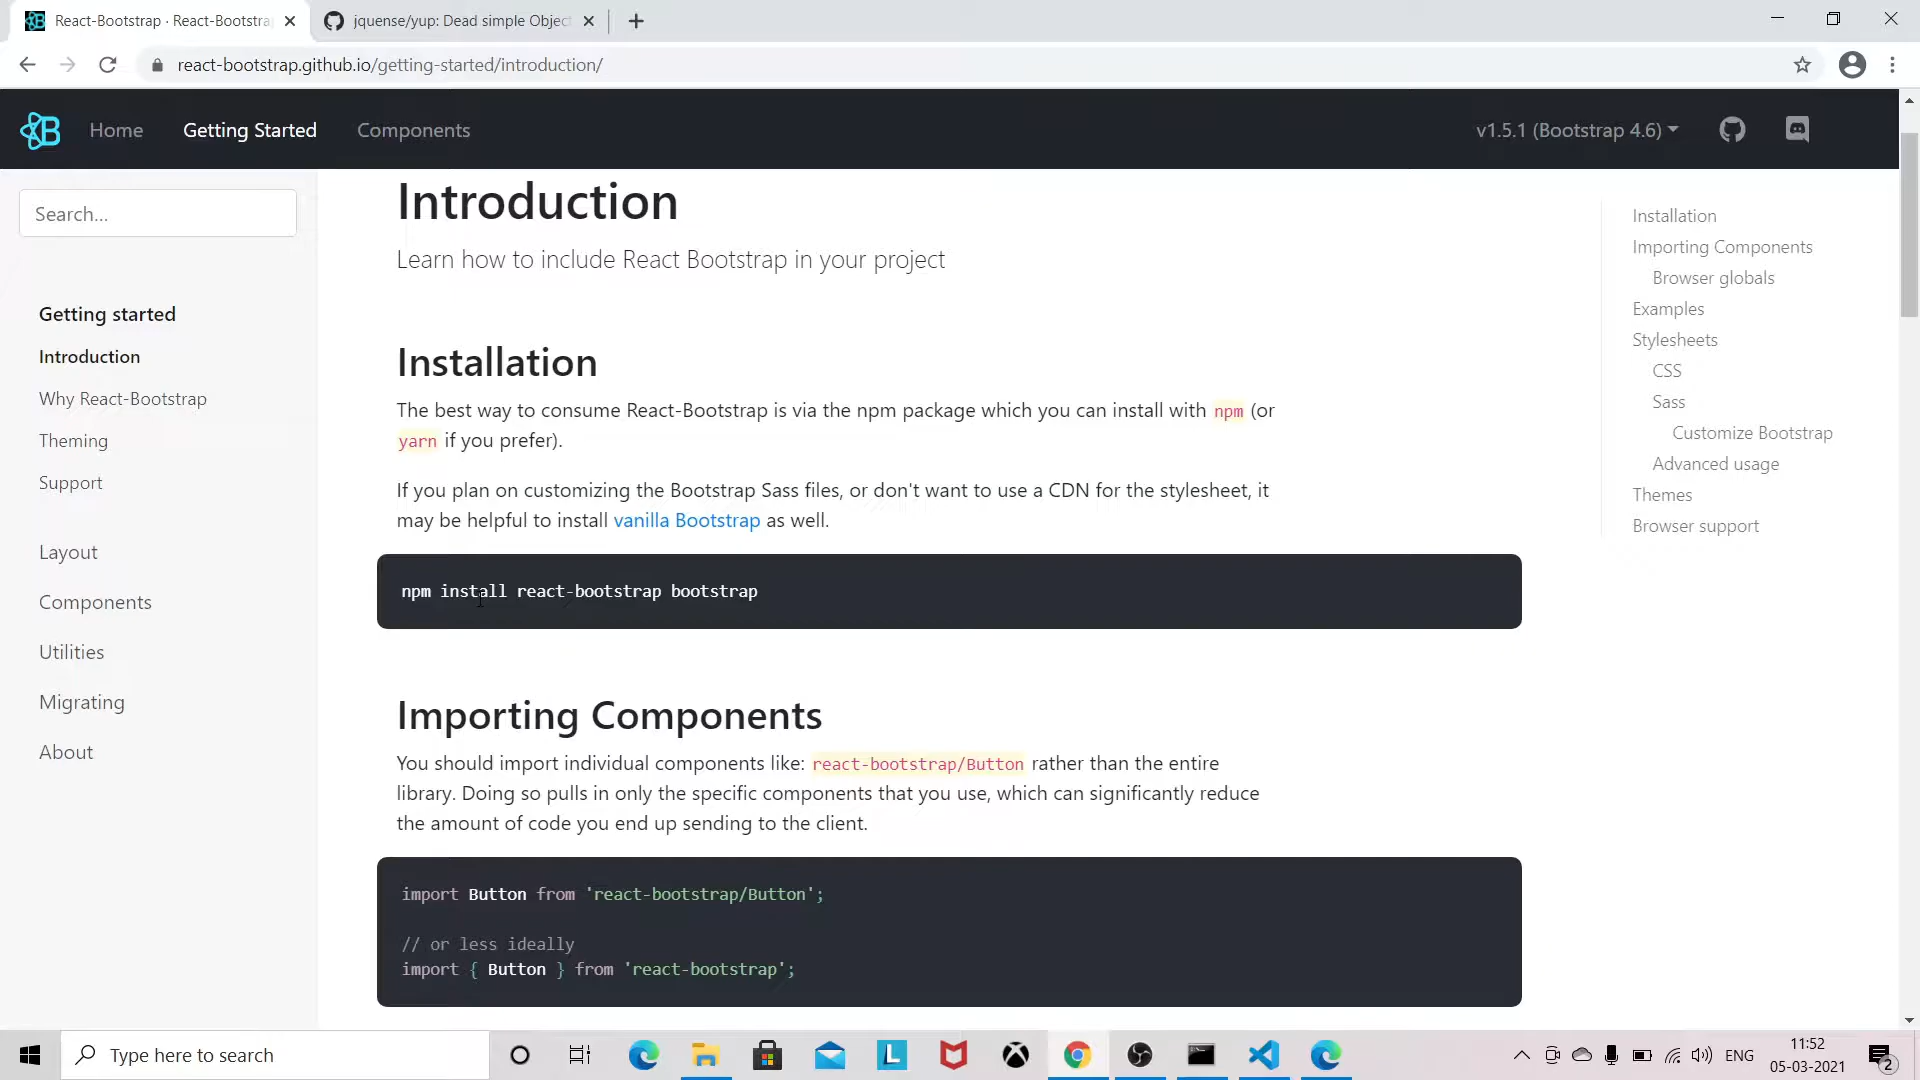 React-Bootstrap · React-Bootstra
jquense/yup: Dead simple Object
react-bootstrap.github.io/getting-started/introduction/
Home
Getting Started
Components
v1.5.1 (Bootstrap 4.6)
Search...
Getting started
Introduction
Why React-Bootstrap
Theming
Support
Layout
Components
Utilities
Migrating
About
Introduction
Learn how to include React Bootstrap in your project
Installation
The best way to consume React-Bootstrap is via the npm package which you can install with npm (or
yarn if you prefer).
If you plan on customizing the Bootstrap Sass files, or don't want to use a CDN for the stylesheet, it
may be helpful to install vanilla Bootstrap as well.
npm install react-bootstrap bootstrap
Importing Components
You should import individual components like: react-bootstrap/Button rather than the entire
library. Doing so pulls in only the specific components that you use, which can significantly reduce
the amount of code you end up sending to the client.
import Button from 'react-bootstrap/Button';
// or less ideally
import { Button } from 'react-bootstrap';
Installation
Importing Components
Browser globals
Examples
Stylesheets
CSS
Sass
Customize Bootstrap
Advanced usage
Themes
Browser support
Type here to search
ENG
11:52
05-03-2021
2